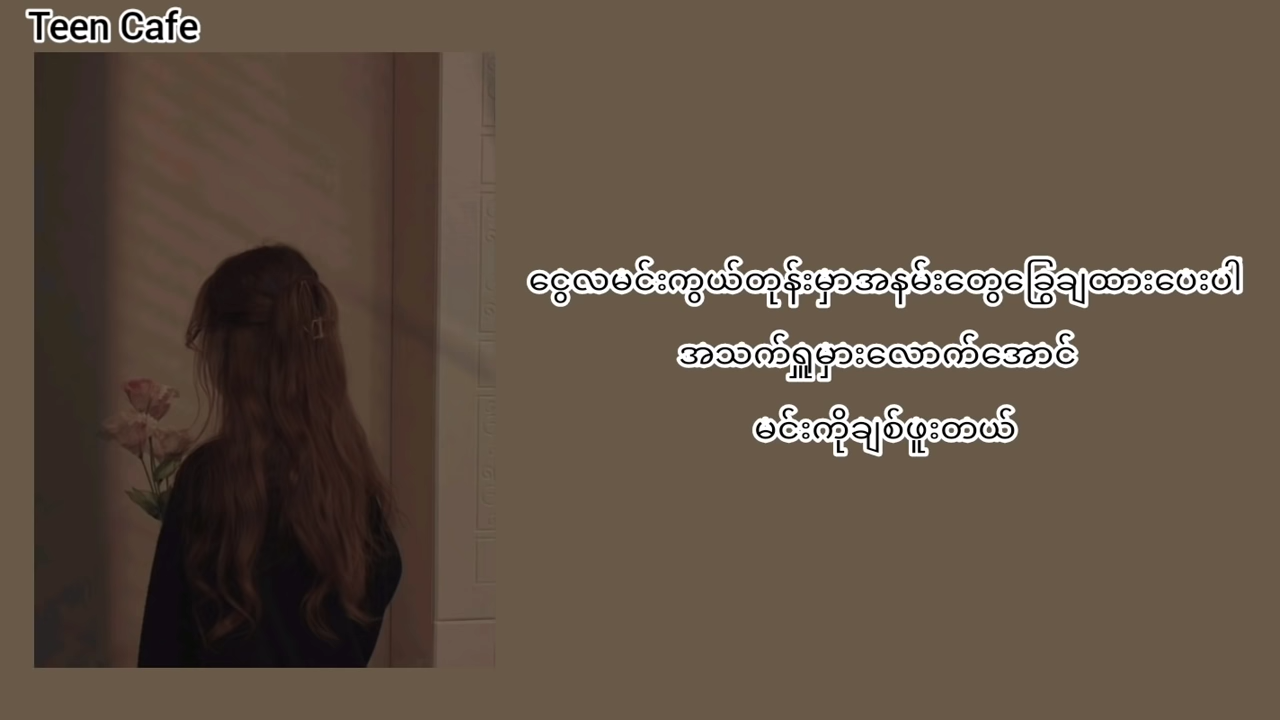 Teen Cafe
ငွေလမင်းကွယ်တုန်းမှာအနမ်းတွေခြွေချထားပေးပါ
အသက်ရှူမှားလောက်အောင်
မင်းကိုချစ်ဖူးတယ်